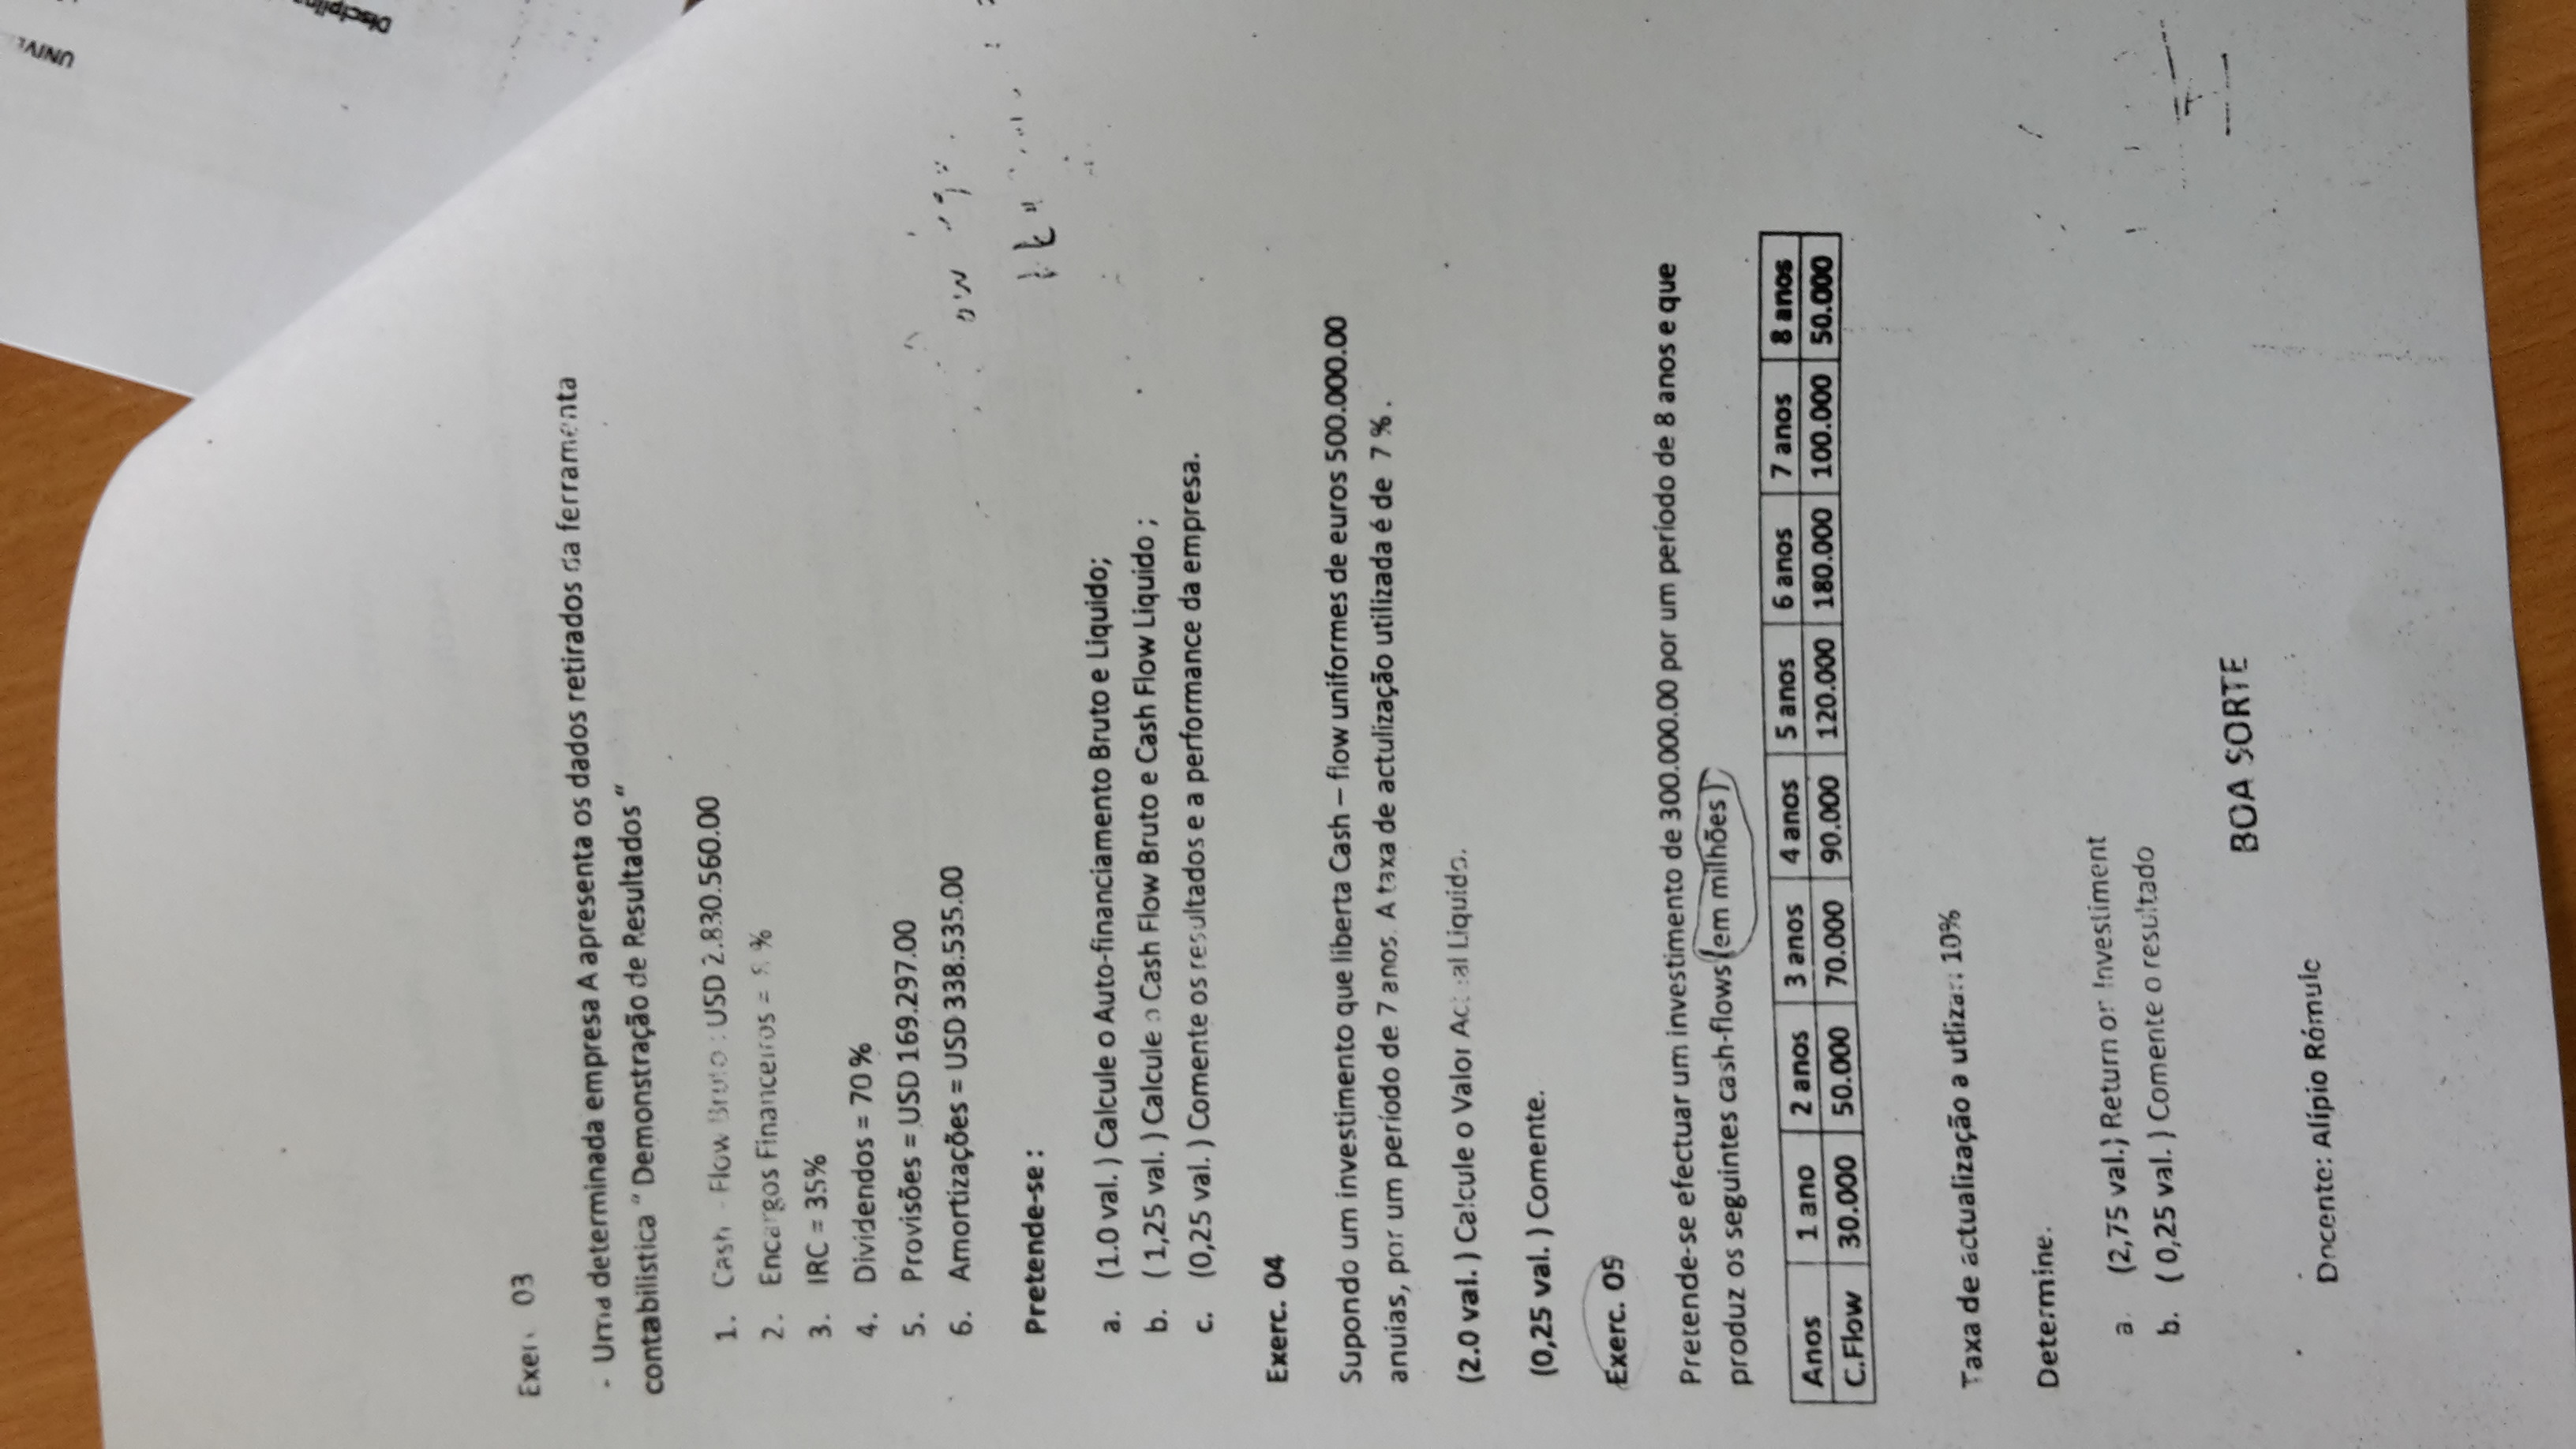 UNIVE
Disciplina
Exerc. 03
- Uma determinada empresa A apresenta os dados retirados da ferramenta
contabilistica “ Demonstração de Resultados “
1. Cash - Flow Bruto : USD 2.830.560.00
2. Encargos Financeiros = %
3. IRC = 35%
4. Dividendos = 70 %
5. Provisões = USD 169.297.00
6. Amortizações = USD 338.535.00
Pretende-se :
a. (1.0 val. ) Calcule o Auto-financiamento Bruto e Liquido;
b. ( 1,25 val. ) Calcule o Cash Flow Bruto e Cash Flow Liquido ;
c. (0,25 val. ) Comente os resultados e a performance da empresa.
Exerc. 04
Supondo um investimento que liberta Cash – flow uniformes de euros 500.000.00
anuias, por um período de 7 anos. A taxa de actulização utilizada é de 7 % .
(2.0 val. ) Calcule o Valor Actual Liquido.
(0,25 val. ) Comente.
Exerc. 05
Pretende-se efectuar um investimento de 300.000.00 por um período de 8 anos e que
produz os seguintes cash-flows (em milhões )
Anos 1 ano 2 anos 3 anos 4 anos 5 anos 6 anos 7 anos 8 anos
C.Flow 30.000 50.000 70.000 90.000 120.000 180.000 100.000 50.000
Taxa de actualização a utlizar: 10%
Determine.
a. (2,75 val.) Return on Investiment
b. ( 0,25 val. ) Comente o resultado
BOA SORTE
Docente: Alípio Rómulo